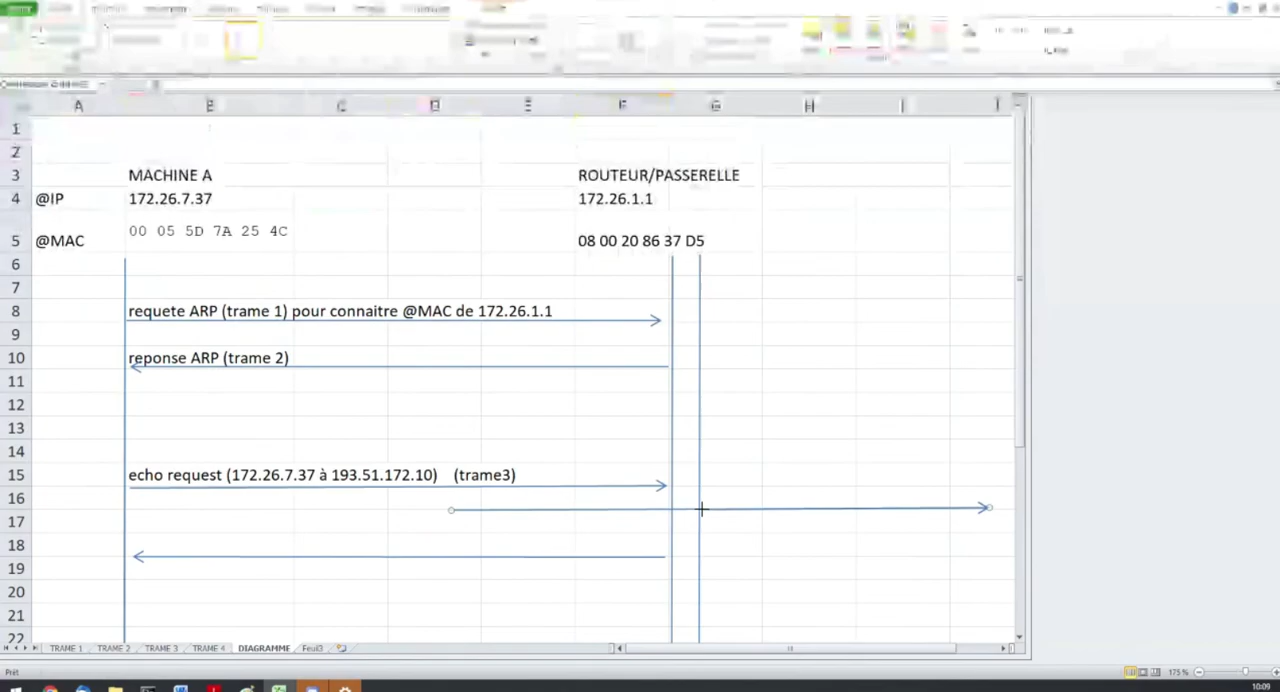 A B C D E F G H I
1
2
3 MACHINE A ROUTEUR/PASSERELLE
4 @IP 172.26.7.37 172.26.1.1
5 @MAC 00 05 5D 7A 25 4C 08 00 20 86 37 D5
6
7
8 requete ARP (trame 1) pour connaitre @MAC de 172.26.1.1
9
10 reponse ARP (trame 2)
11
12
13
14
15 echo request (172.26.7.37 à 193.51.172.10) (trame3)
16
17
18
19
20
21
22
TRAME 1 TRAME 2 TRAME 3 TRAME 4 DIAGRAMME Feuil3
Prêt 175 %
10:09